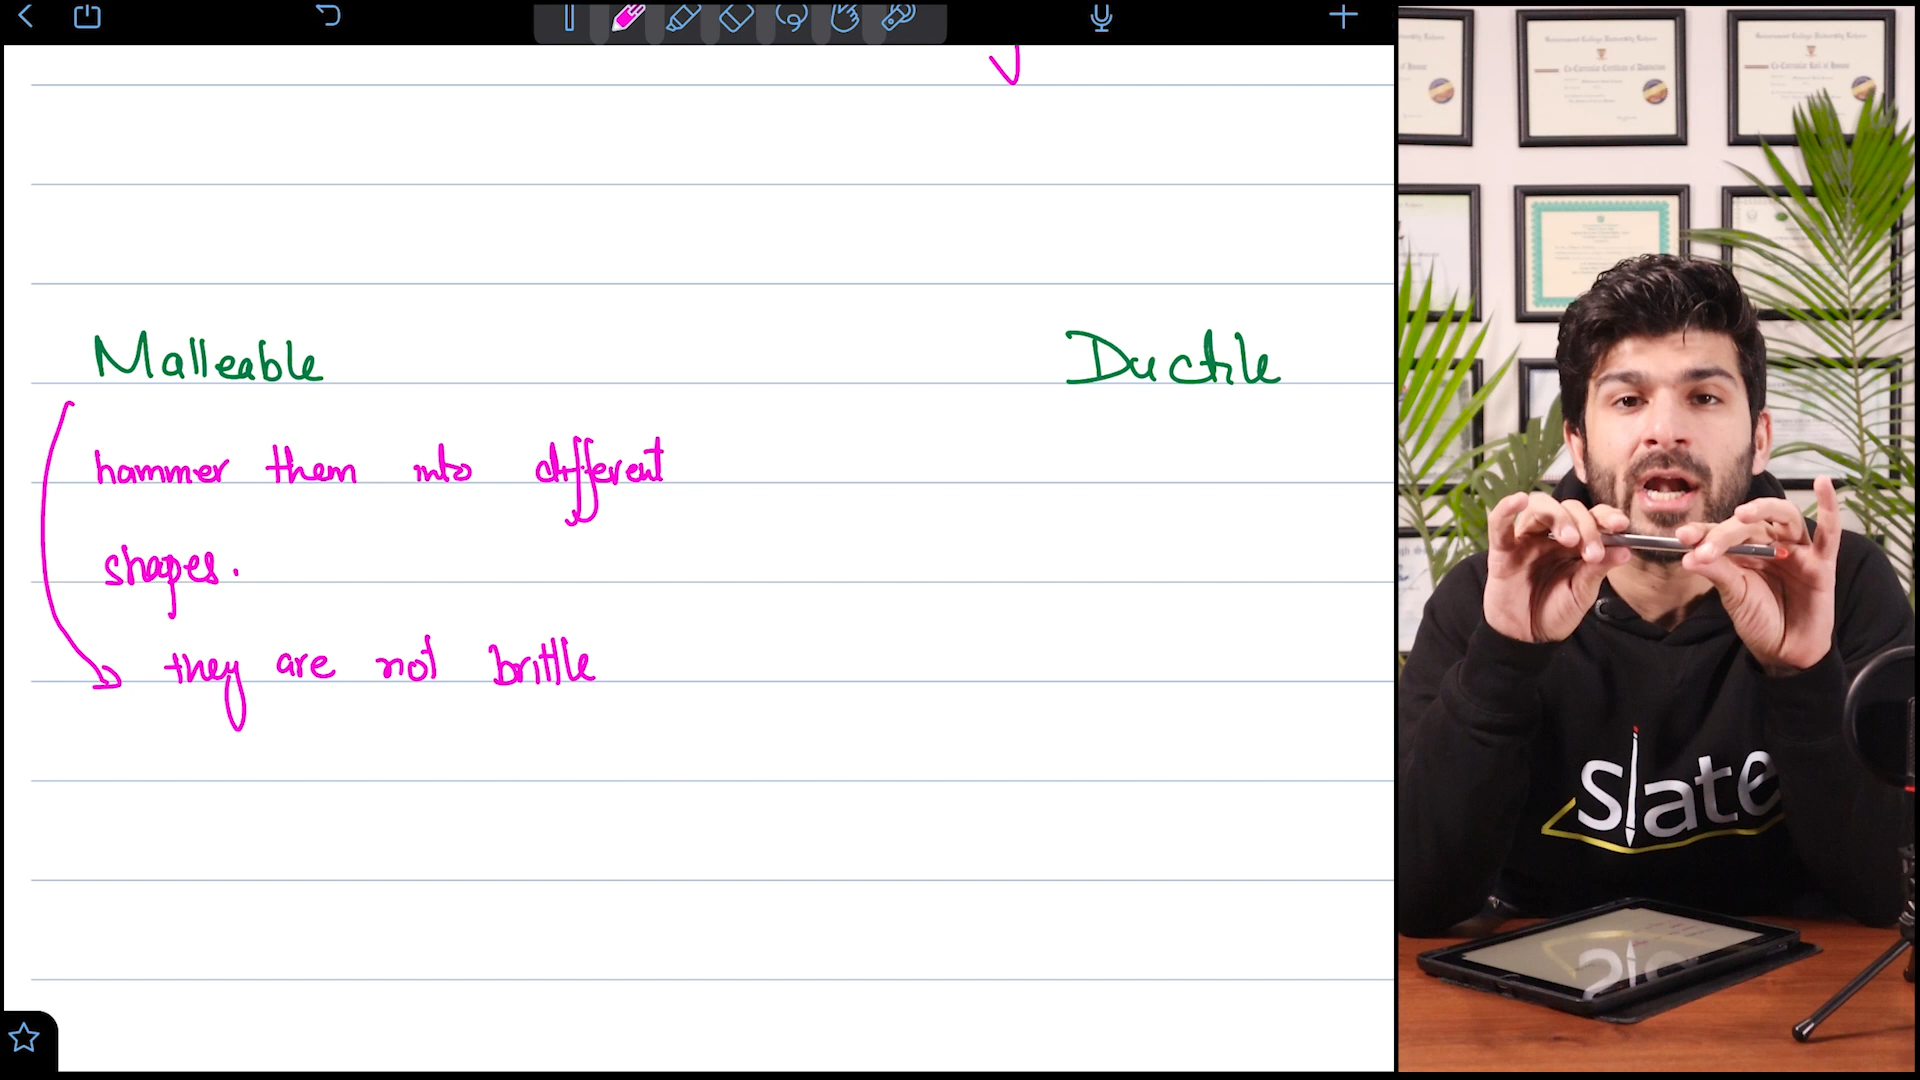 Malleable
Ductile
hammer them into different
shapes.
they are not brittle
Slate